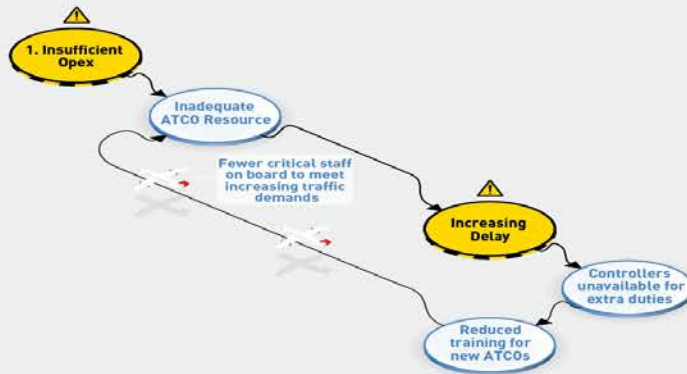 1. Insufficient
Opex
Inadequate
ATCO Resource
Fewer critical staff
on board to meet
increasing traffic
demands
Increasing
Delay
Controllers
unavailable for
extra duties
Reduced
training for
new ATCOs